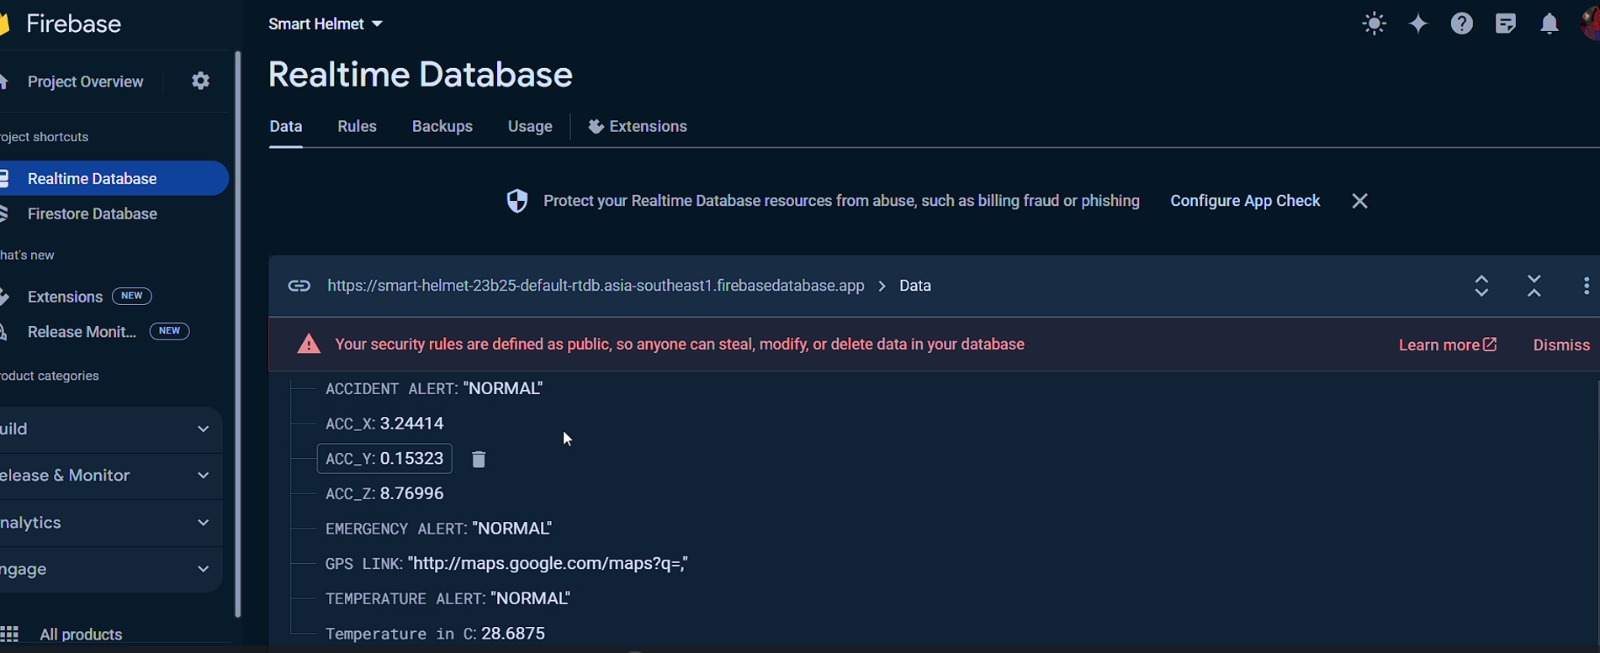 Firebase
Smart Helmet
Project Overview
Realtime Database
oject shortcuts
Data Rules Backups Usage Extensions
Realtime Database
Firestore Database
Protect your Realtime Database resources from abuse, such as billing fraud or phishing Configure App Check
hat's new
Extensions NEW
https://smart-helmet-23b25-default-rtdb.asia-southeast1.firebasedatabase.app > Data
Release Monit... NEW
Your security rules are defined as public, so anyone can steal, modify, or delete data in your database Learn more Dismiss
oduct categories
ACCIDENT ALERT: "NORMAL"
uild
ACC_X: 3.24414
ACC_Y: 0.15323
elease & Monitor
ACC_Z: 8.76996
nalytics
EMERGENCY ALERT: "NORMAL"
ngage
GPS LINK: "http://maps.google.com/maps?q=,"
TEMPERATURE ALERT: "NORMAL"
All products
Temperature in C: 28.6875